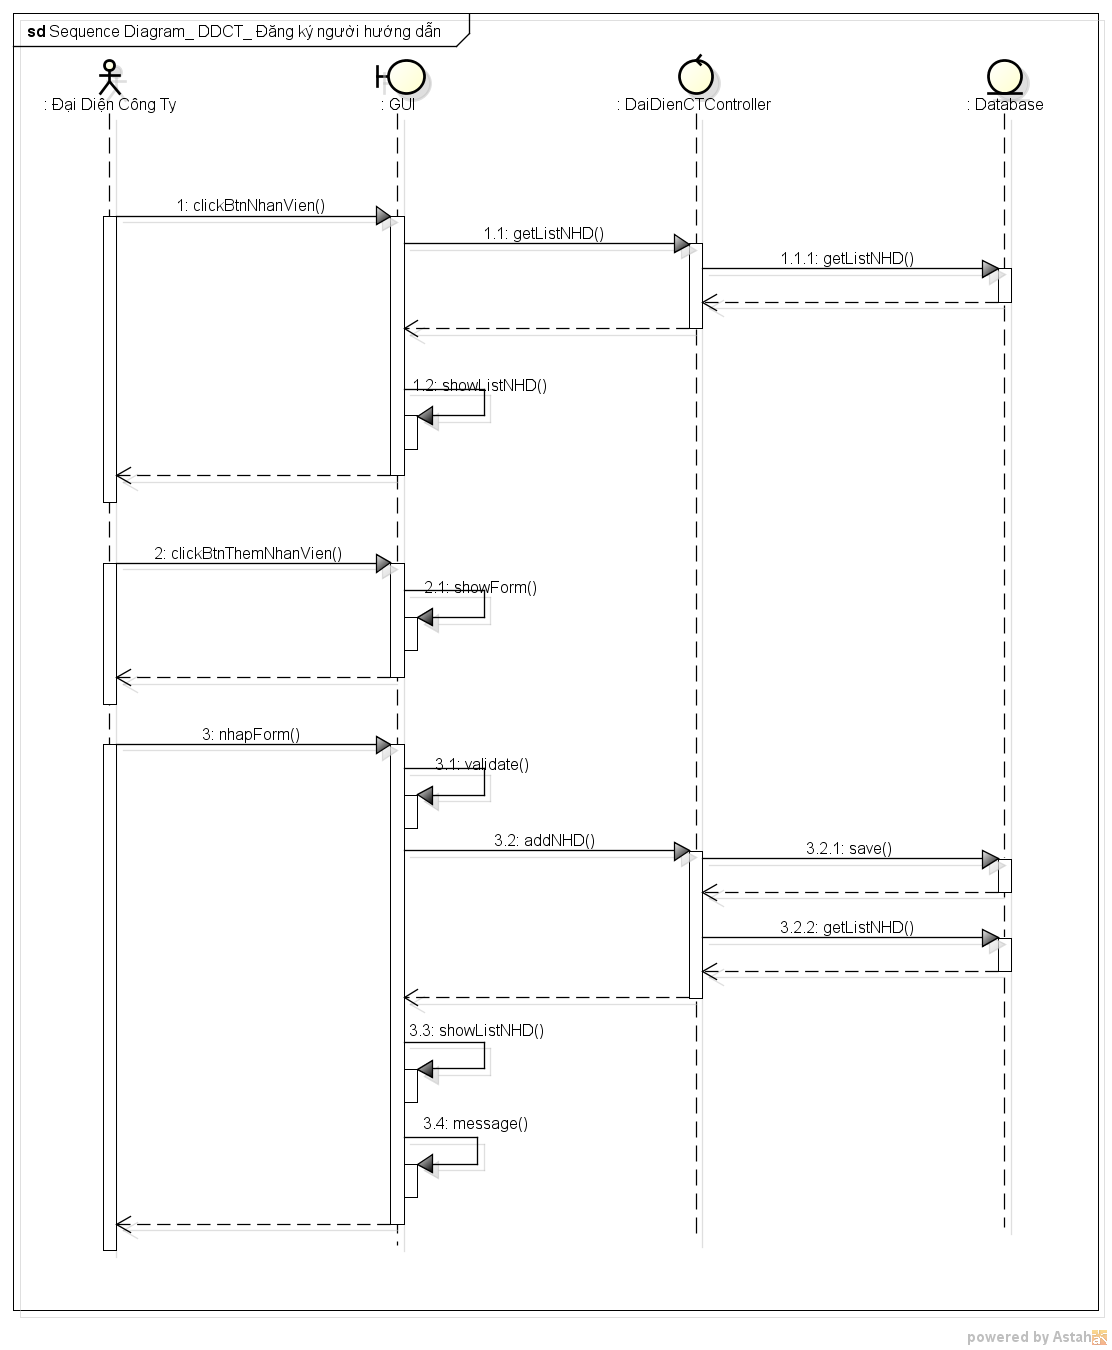 sd Sequence Diagram_ DDCT_ Đăng ký người hướng dẫn
: Đại Diện Công Ty
: GUI
: DaiDienCTController
: Database
1: clickBtnNhanVien()
1.1: getListNHD()
1.1.1: getListNHD()
1.2: showListNHD()
2: clickBtnThemNhanVien()
2.1: showForm()
3: nhapForm()
3.1: validate()
3.2: addNHD()
3.2.1: save()
3.2.2: getListNHD()
3.3: showListNHD()
3.4: message()
powered by Astah